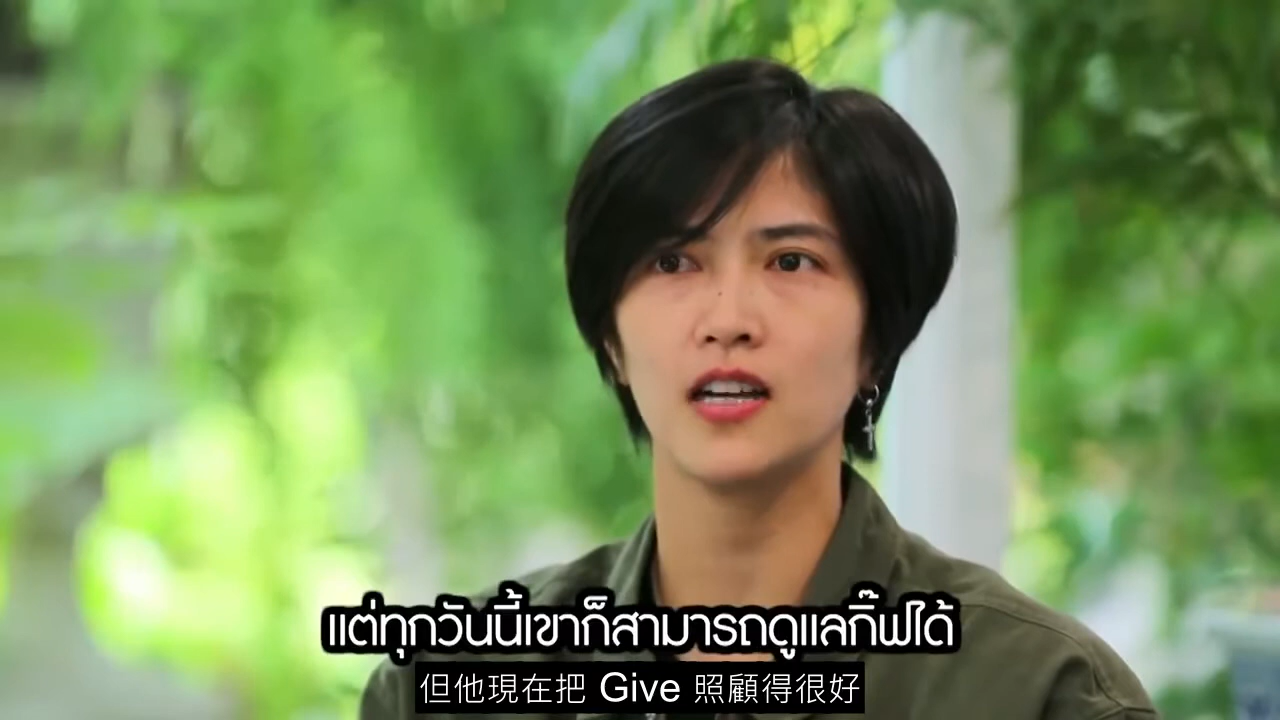 แต่ทุกวันนี้เขาก็สามารถดูแลกิ๊ฟได้
但他現在把 Give 照顧得很好